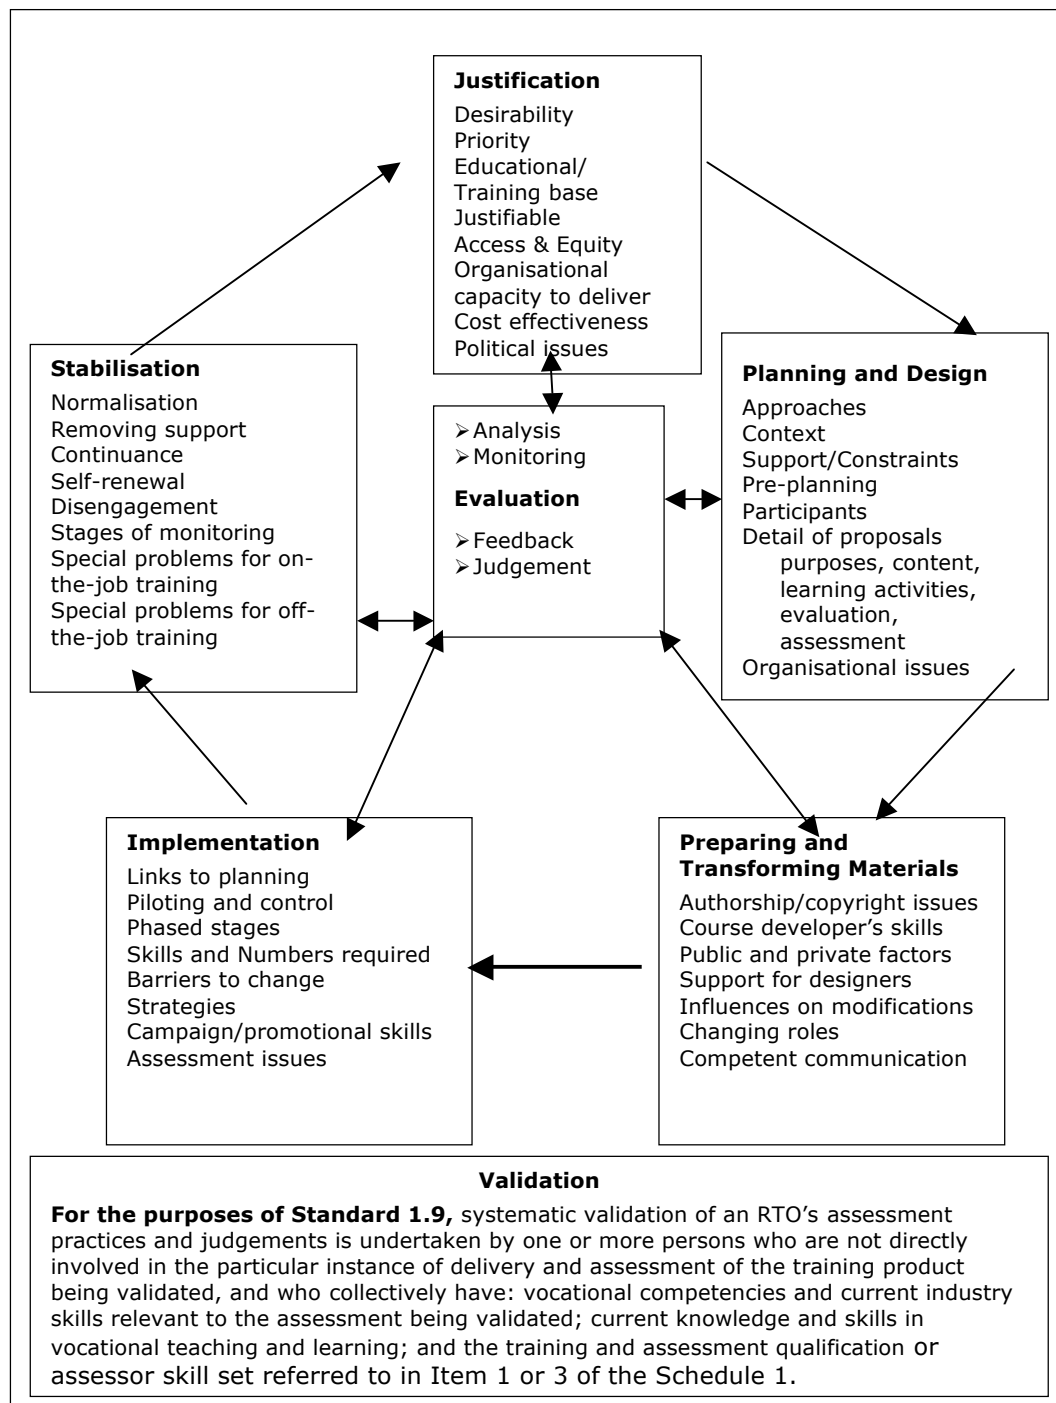 Justification
Desirability
Priority
Educational/
Training base
Justifiable
Access & Equity
Organisational
capacity to deliver
Cost effectiveness
Political issues
Stabilisation
Normalisation
Removing support
Continuance
Self-renewal
Disengagement
Stages of monitoring
Special problems for on-
the-job training
Special problems for off-
the-job training
➢Analysis
➢Monitoring
Evaluation
➢Feedback
➢Judgement
Planning and Design
Approaches
Context
Support/Constraints
Pre-planning
Participants
Detail of proposals
purposes, content,
learning activities,
evaluation,
assessment
Organisational issues
Implementation
Links to planning
Piloting and control
Phased stages
Skills and Numbers required
Barriers to change
Strategies
Campaign/promotional skills
Assessment issues
Preparing and
Transforming Materials
Authorship/copyright issues
Course developer's skills
Public and private factors
Support for designers
Influences on modifications
Changing roles
Competent communication
Validation
For the purposes of Standard 1.9, systematic validation of an RTO's assessment
practices and judgements is undertaken by one or more persons who are not directly
involved in the particular instance of delivery and assessment of the training product
being validated, and who collectively have: vocational competencies and current industry
skills relevant to the assessment being validated; current knowledge and skills in
vocational teaching and learning; and the training and assessment qualification or
assessor skill set referred to in Item 1 or 3 of the Schedule 1.